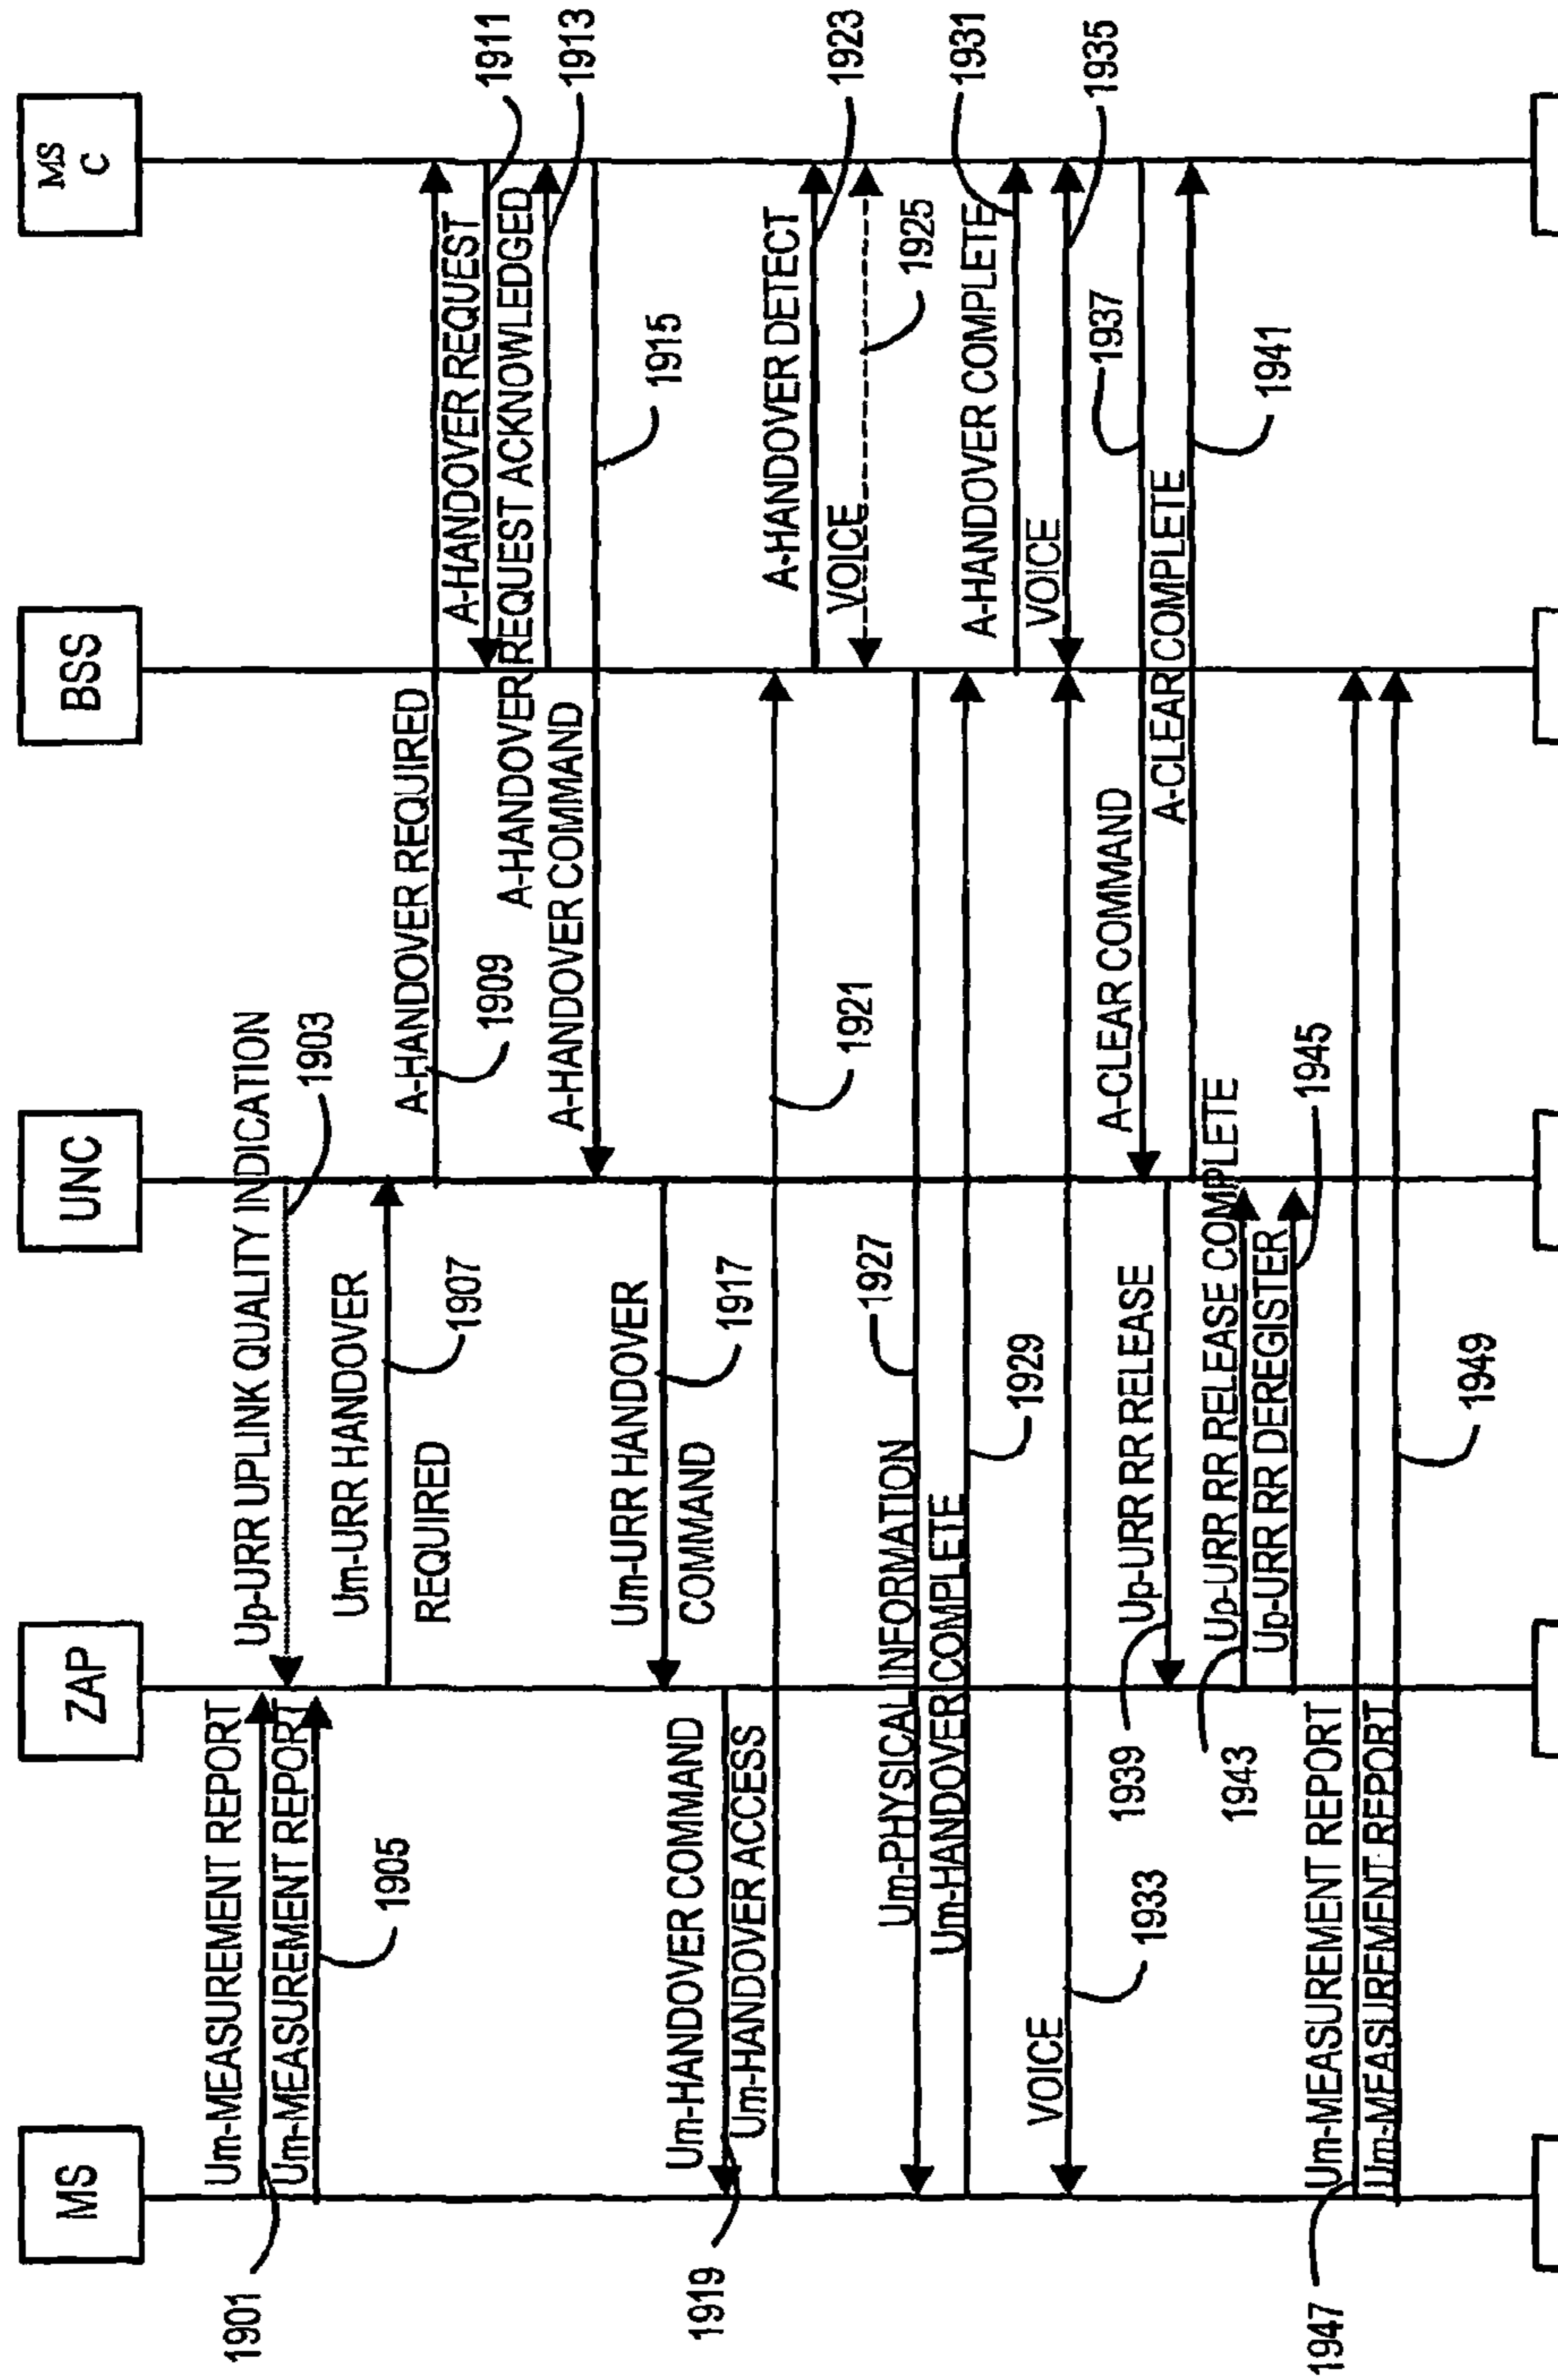 MS
ZAP
UNC
BSS
MS
C
Um-MEASUREMENT REPORT
1901
Up-URR UPLINK QUALITY INDICATION
1903
Um-MEASUREMENT REPORT
1905
Um-URR HANDOVER
REQUIRED
1907
A-HANDOVER REQUIRED
1909
A-HANDOVER REQUEST
1911
A-HANDOVER REQUEST ACKNOWLEDGED
1913
A-HANDOVER COMMAND
1915
Um-URR HANDOVER
COMMAND
1917
Um-HANDOVER COMMAND
1919
Um-HANDOVER ACCESS
1921
A-HANDOVER DETECT
1923
VOICE
1925
Um-PHYSICAL INFORMATION
1927
Um-HANDOVER COMPLETE
1929
A-HANDOVER COMPLETE
1931
VOICE
1933
VOICE
1935
A-CLEAR COMMAND
1937
Up-URR RR RELEASE
1939
A-CLEAR COMPLETE
1941
Up-URR RR RELEASE COMPLETE
1943
Up-URR RR DEREGISTER
1945
Um-MEASUREMENT REPORT
1947
Um-MEASUREMENT REPORT
1949